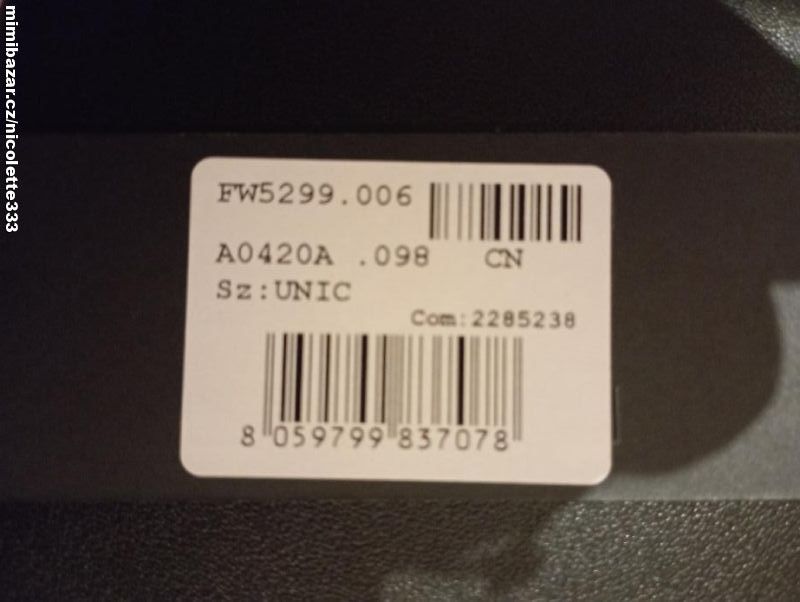 mimibazar.cz/nicolette333
FW5299.006
A0420A .098 CN
Sz:UNIC
Com:2285238
8 059799 837078